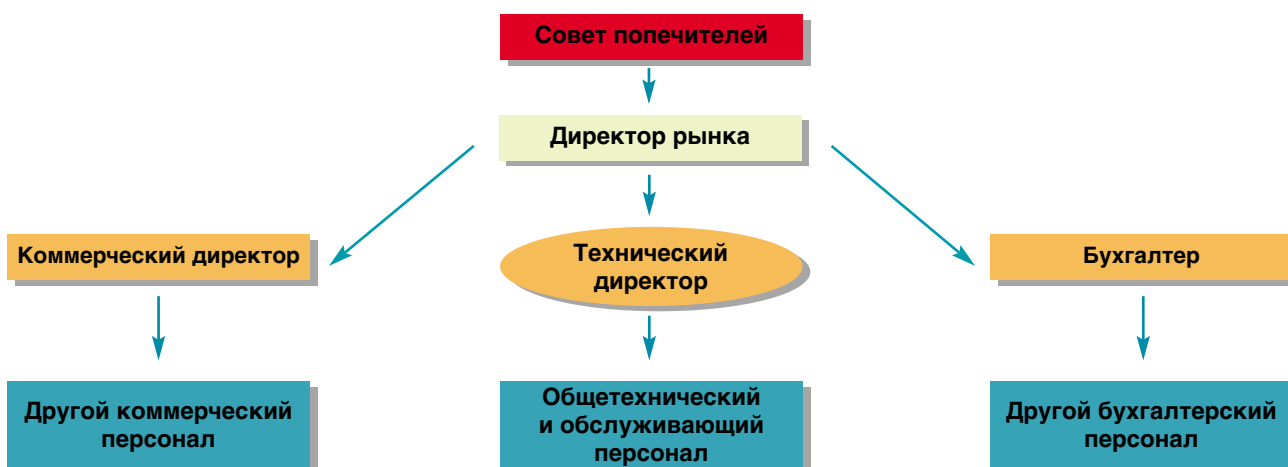 Совет попечителей
Директор рынка
Коммерческий директор
Технический
директор
Бухгалтер
Другой коммерческий
персонал
Общетехнический
и обслуживающий
персонал
Другой бухгалтерский
персонал